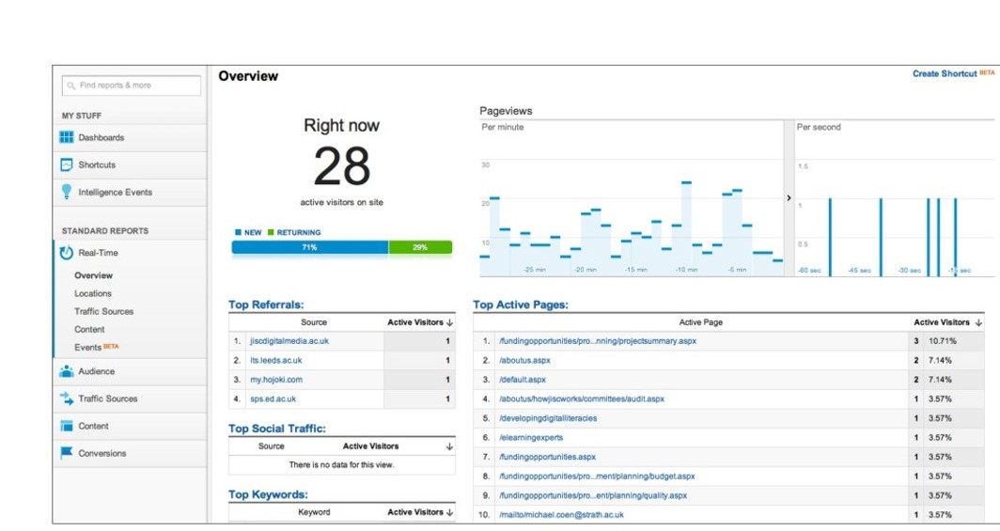 Overview
Create Shortcut BETA
Find reports & more
MY STUFF
Dashboards
Shortcuts
Intelligence Events
STANDARD REPORTS
Real-Time
Overview
Locations
Traffic Sources
Content
Events BETA
Audience
Traffic Sources
Content
Conversions
Right now
28
active visitors on site
NEW RETURNING
71% 29%
Pageviews
Per minute
30
20
10
-25 min -20 min -15 min -10 min -5 min
Per second
1.5
1
0.5
-60 sec -45 sec -30 sec -15 sec
Top Referrals:
Source Active Visitors
1. jiscdigitalmedia.ac.uk 1
2. lts.leeds.ac.uk 1
3. my.hojoki.com 1
4. sps.ed.ac.uk 1
Top Social Traffic:
Source Active Visitors
There is no data for this view.
Top Keywords:
Keyword Active Visitors
Top Active Pages:
Active Page Active Visitors
1. /fundingopportunities/pro...nning/projectsummary.aspx 3 10.71%
2. /aboutus.aspx 2 7.14%
3. /default.aspx 2 7.14%
4. /aboutus/howjiscworks/committees/audit.aspx 1 3.57%
5. /developingdigitalliteracies 1 3.57%
6. /elearningexperts 1 3.57%
7. /fundingopportunities.aspx 1 3.57%
8. /fundingopportunities/pro...ment/planning/budget.aspx 1 3.57%
9. /fundingopportunities/pro...ent/planning/quality.aspx 1 3.57%
10. /mailto/michael.coen@strath.ac.uk 1 3.57%